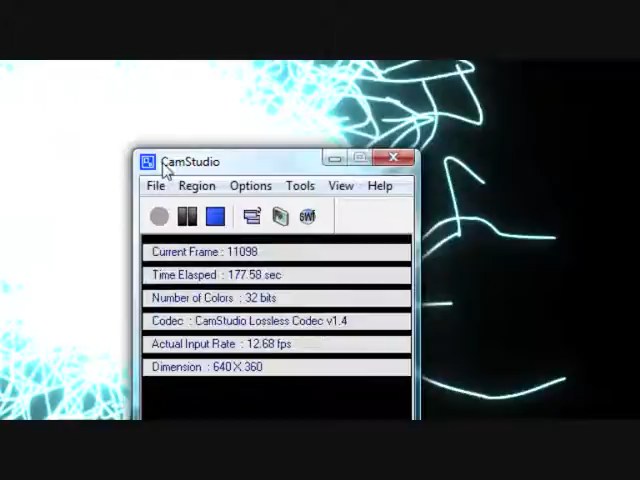 CamStudio
File Region Options Tools View Help
SWF
Current Frame : 11098
Time Elasped : 177.58 sec
Number of Colors : 32 bits
Codec : CamStudio Lossless Codec v1.4
Actual Input Rate : 12.68 fps
Dimension : 640 X 360